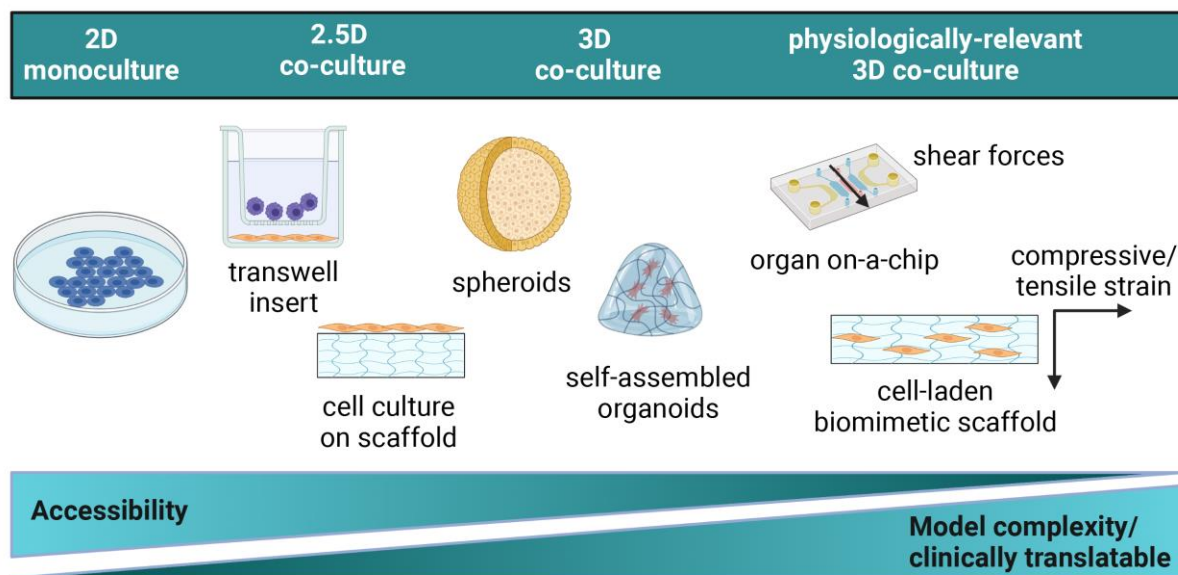 2D
monoculture
2.5D
co-culture
3D
co-culture
physiologically-relevant
3D co-culture
transwell
insert
cell culture
on scaffold
spheroids
self-assembled
organoids
shear forces
organ on-a-chip
compressive/
tensile strain
cell-laden
biomimetic scaffold
Accessibility
Model complexity/
clinically translatable